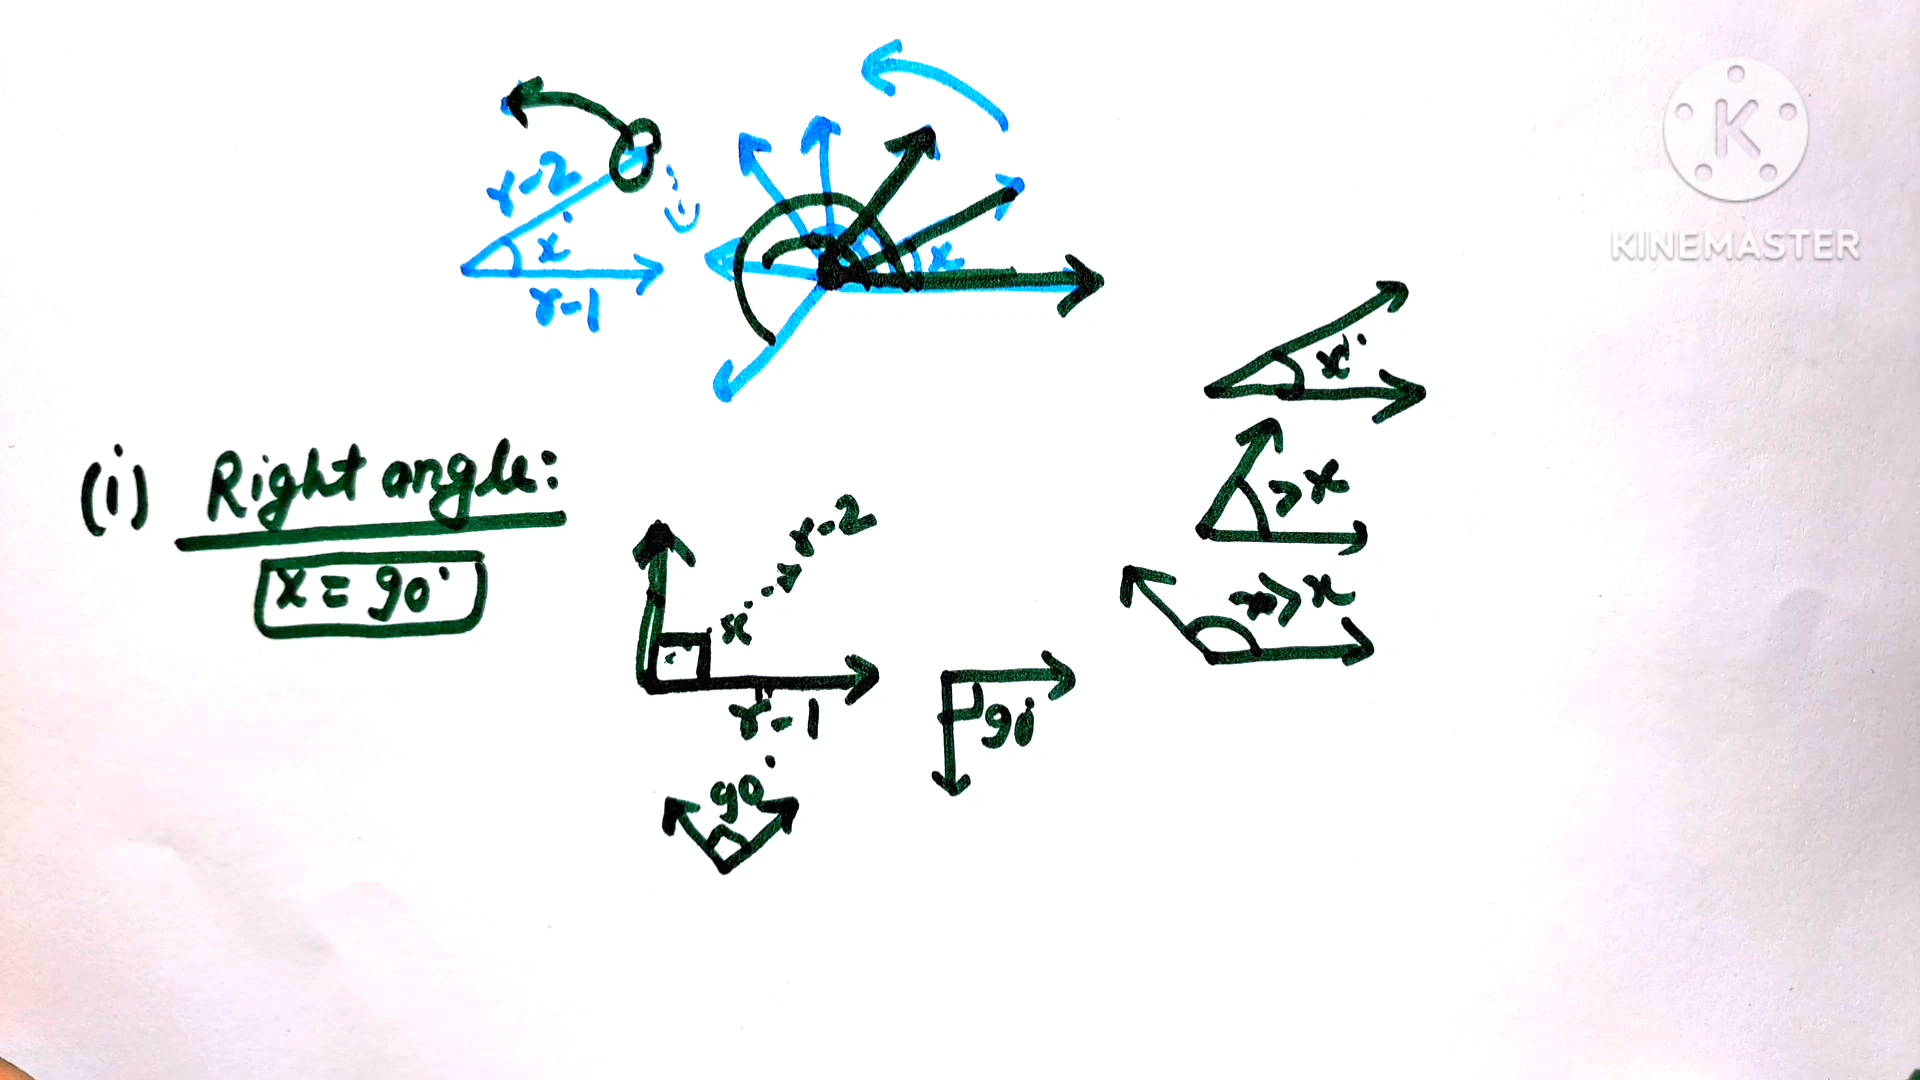 r-2
x°
r-1
x
K
KINEMASTER
x°
(i) Right angle:
x = 90°
r-2
x
r-1
90°
90°
>x
>>x